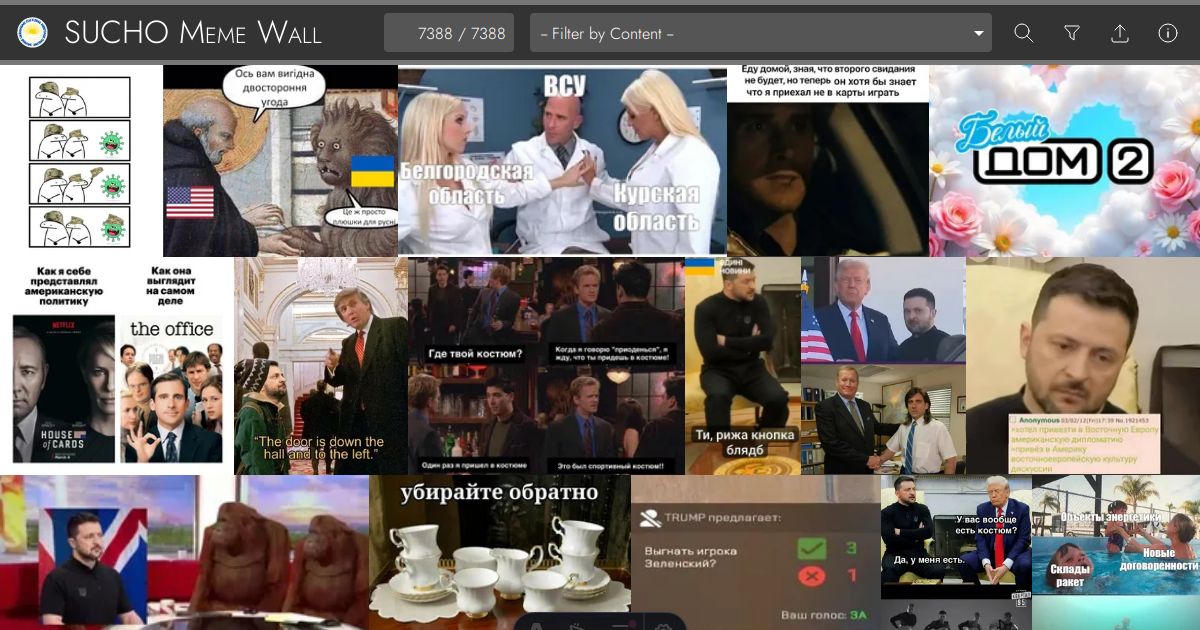 SUCHO Meme Wall
7388 / 7388
-- Filter by Content --
Ось вам вигідна
двостороння
угода
Це ж просто
плюшки для русні
ВСУ
Белгородская
область
Курская
область
Еду домой, зная, что второго свидания
не будет, но теперь он хотя бы знает
что я приехал не в карты играть
Белый
ДОМ 2
Как я себе
представлял
американскую
политику
Как она
выглядит
на самом
деле
NETFLIX
HOUSE
of CARDS
the office
"The door is down the
hall and to the left."
Где твой костюм?
Когда я говорю "приоденься", я
жду, что ты придешь в костюме!
Один раз я пришел в костюме
Это был спортивный костюм!!
ЄДИНІ
НОВИНИ
Ти, рижа кнопка
блядб
Anonymous 03/02/12(Fri)17:39 No.1921453
>хотел привезти в Восточную Европу
американскую дипломатию
>привёз в Америку
восточноевропейскую культуру
дискуссии
убирайте обратно
TRUMP предлагает:
Выгнать игрока
Зеленский?
3
1
Ваш голос: ЗА
У вас вообще
есть костюм?
Да, у меня есть.
Объекты энергетики
Склады
ракет
Новые
договоренности